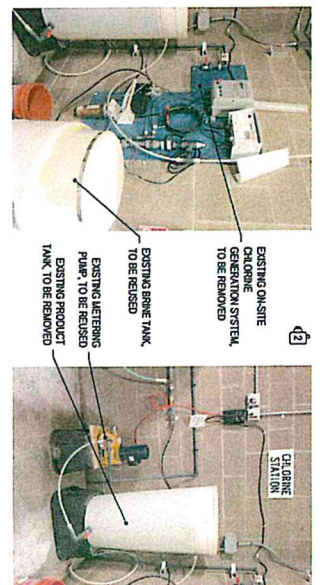 EXISTING ON-SITE
CHLORINE
GENERATION SYSTEM,
TO BE REMOVED
EXISTING BRINE TANK,
TO BE REUSED
EXISTING METERING
PUMP, TO BE REUSED
EXISTING PRODUCT
TANK, TO BE REMOVED
2
CHLORINE
STATION